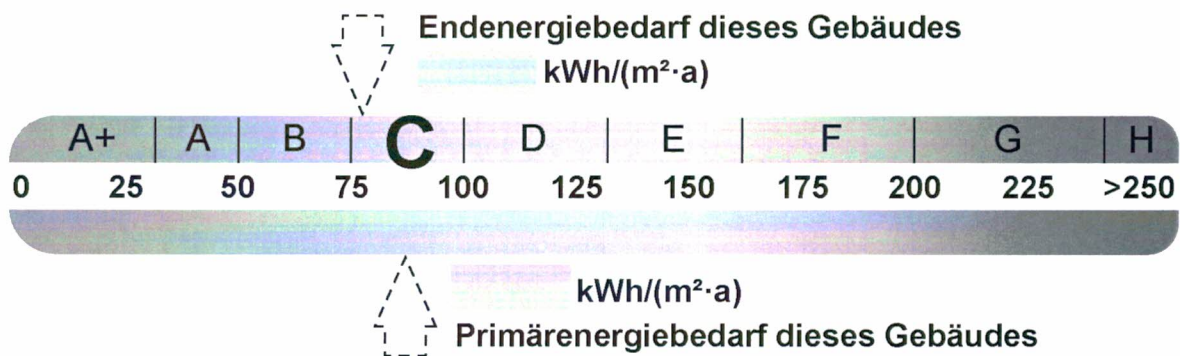 Endenergiebedarf dieses Gebäudes
kWh/(m²·a)
A+ A B C D E F G H
0 25 50 75 100 125 150 175 200 225 >250
kWh/(m²·a)
Primärenergiebedarf dieses Gebäudes